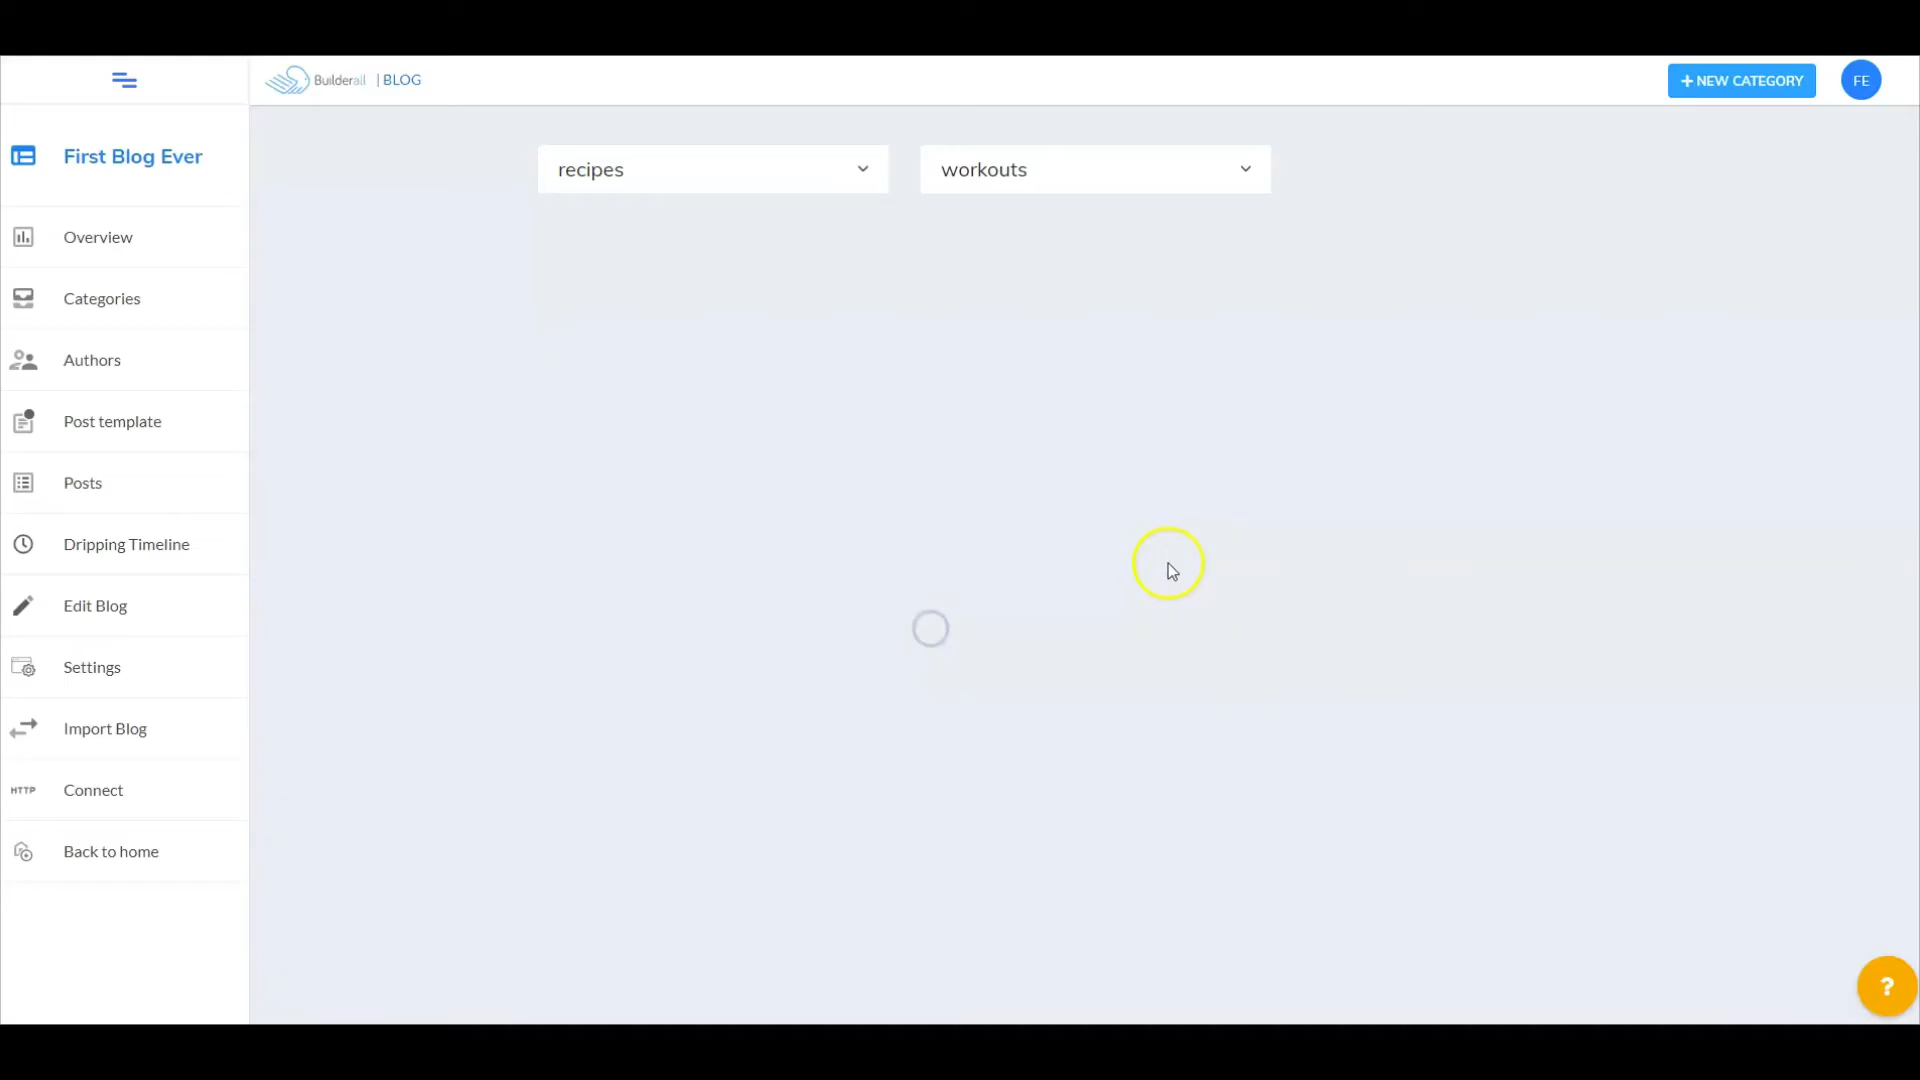 Builderall | BLOG
+ NEW CATEGORY
FE
First Blog Ever
recipes
workouts
Overview
Categories
Authors
Post template
Posts
Dripping Timeline
Edit Blog
Settings
Import Blog
HTTP Connect
Back to home
?